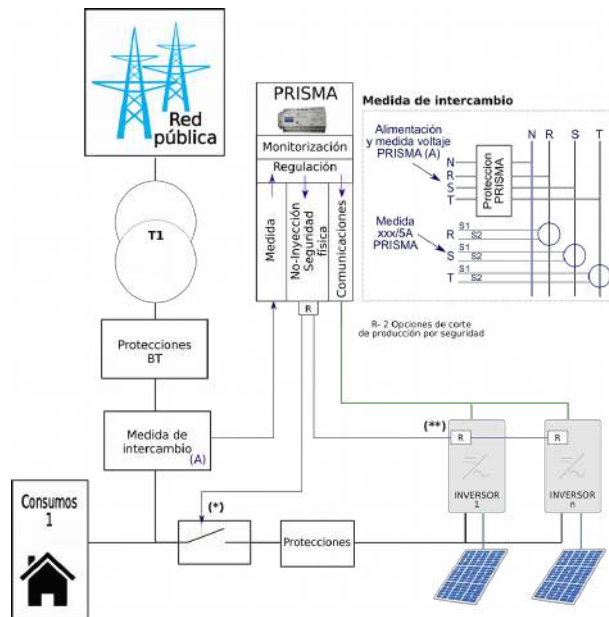 Red
pública
T1
Protecciones
BT
Medida de
intercambio
(A)
Consumos
1
PRISMA
Monitorización
Regulación
Medida
No-Inyección
Seguridad
física
Comunicaciones
R
Medida de intercambio
Alimentación
y medida voltaje
PRISMA (A)
N R S T
N
R
S
T
Proteccion
PRISMA
Medida
xxx/5A
PRISMA
R S1
S2
S S1
S2
T S1
S2
R- 2 Opciones de corte
de producción por seguridad
(*)
(**)
Protecciones
R
R
INVERSOR
1
INVERSOR
n